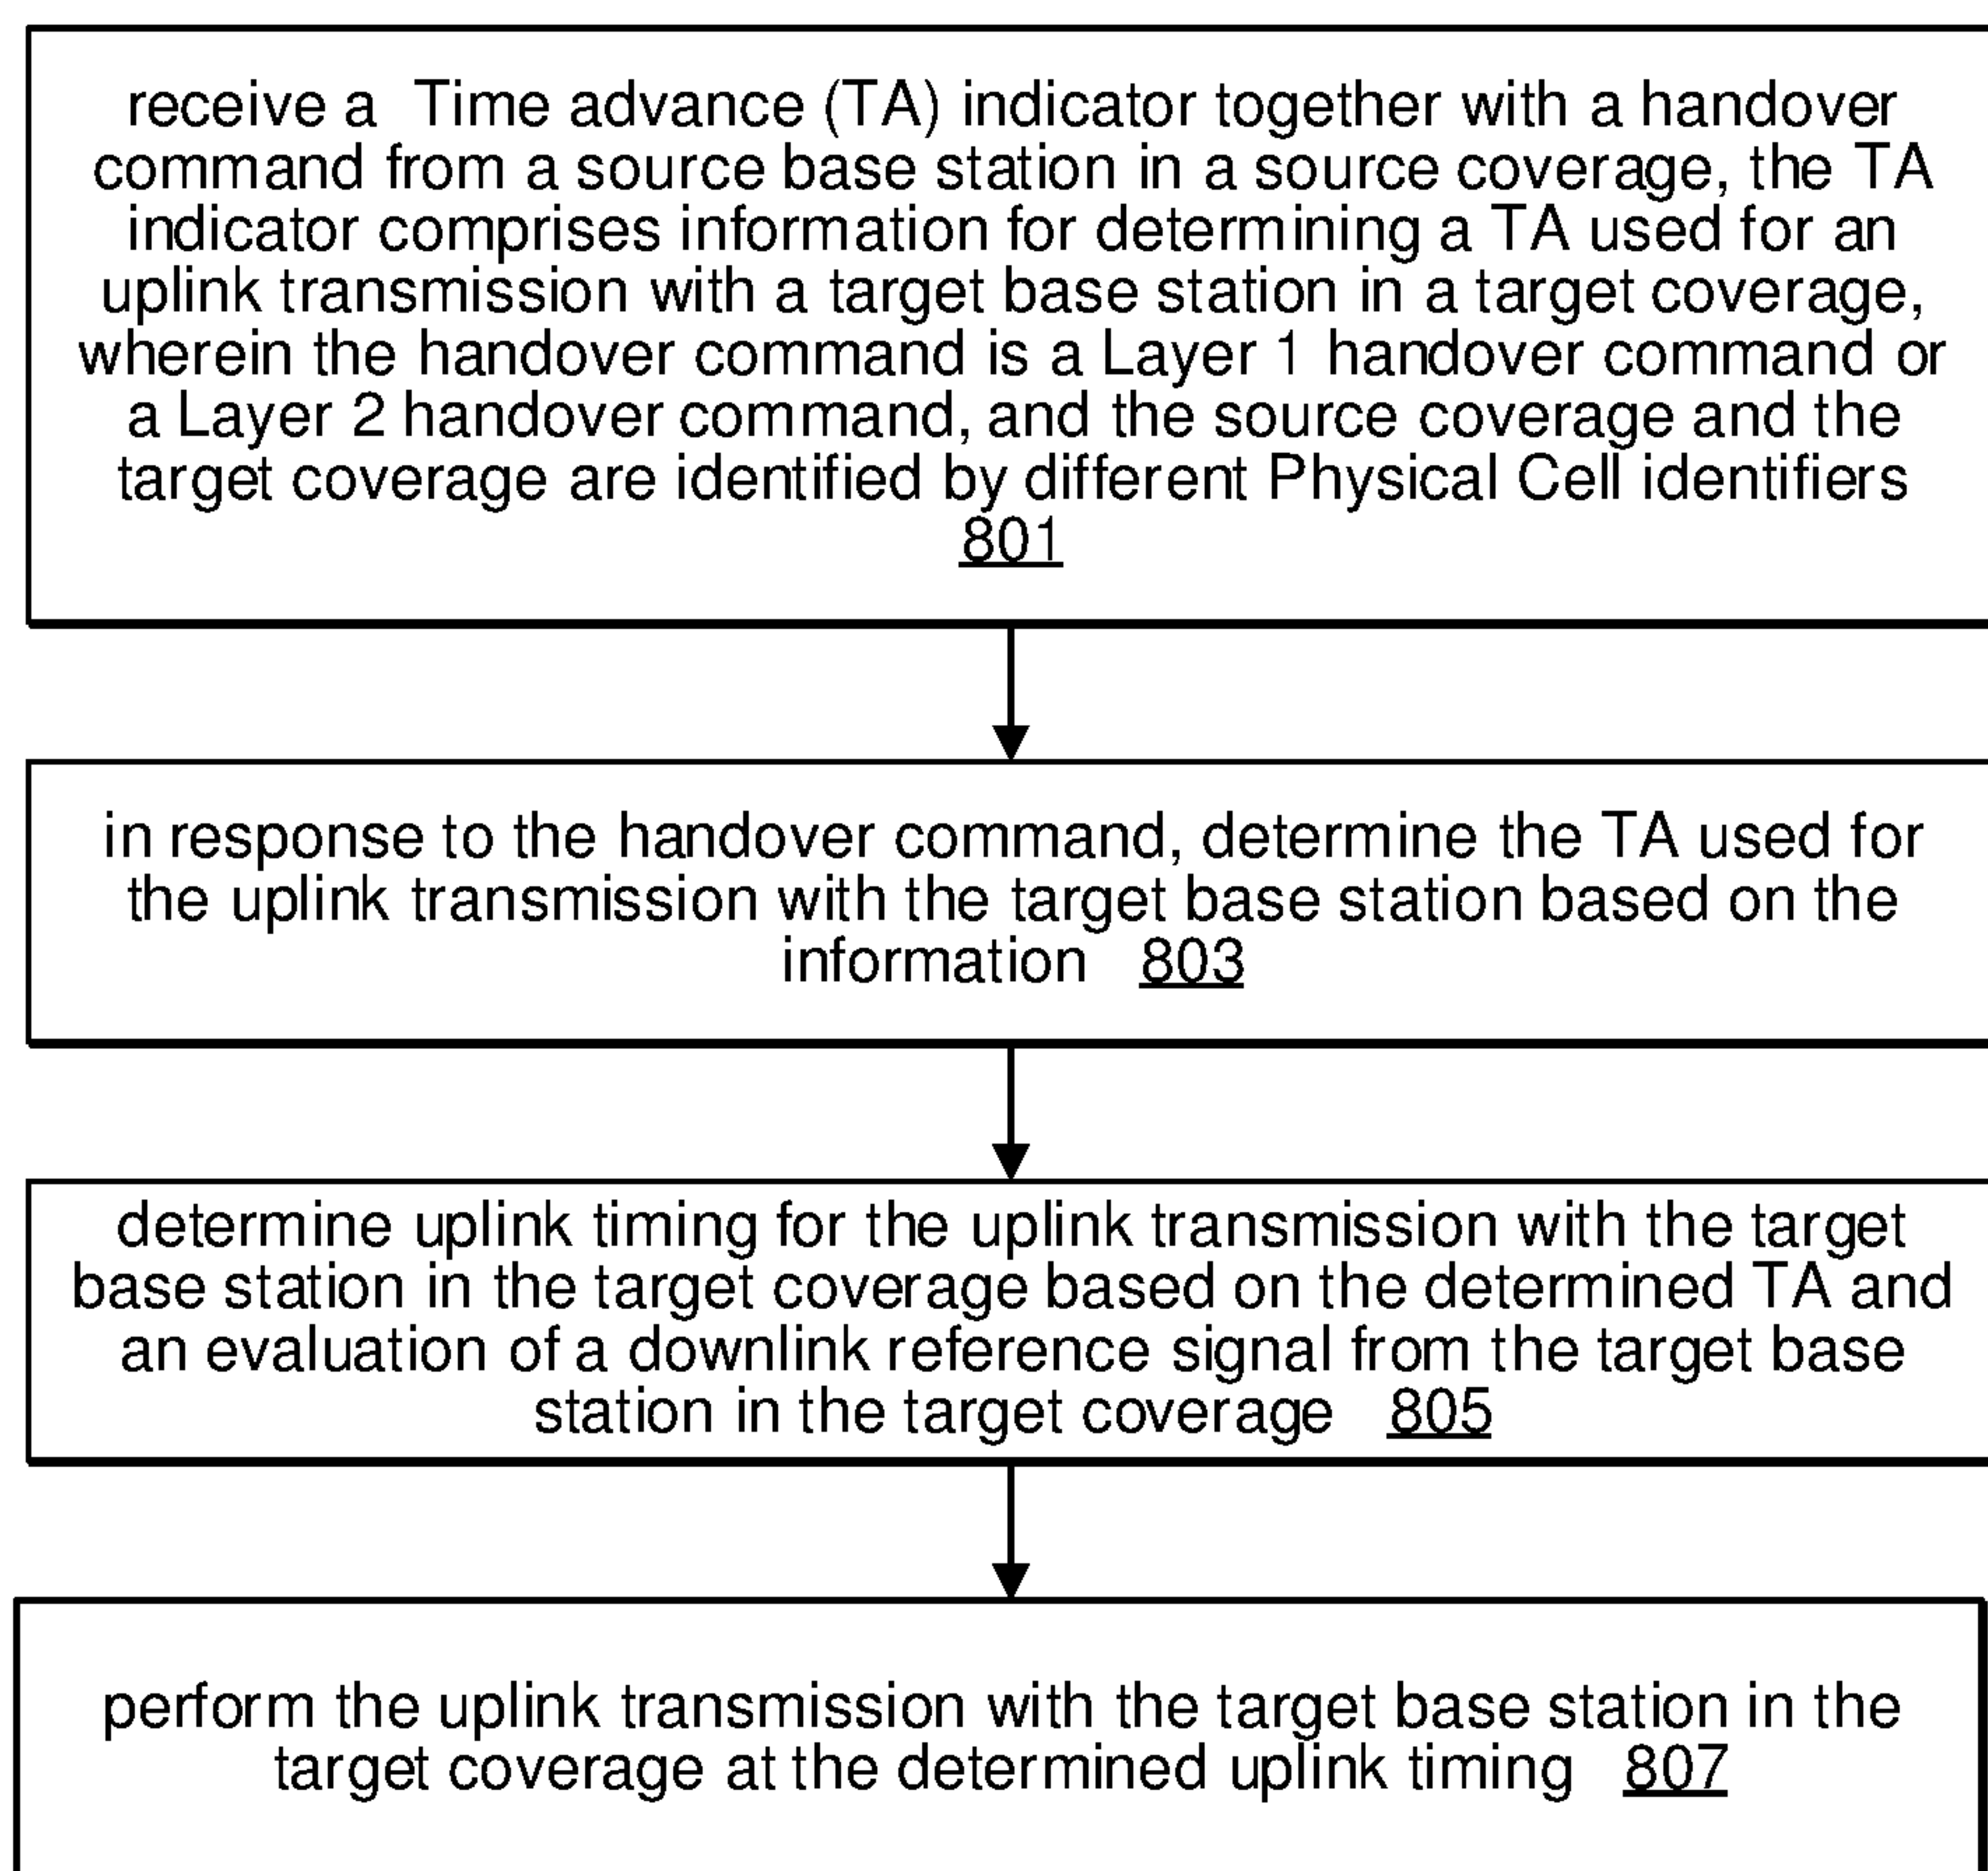 receive a Time advance (TA) indicator together with a handover
command from a source base station in a source coverage, the TA
indicator comprises information for determining a TA used for an
uplink transmission with a target base station in a target coverage,
wherein the handover command is a Layer 1 handover command or
a Layer 2 handover command, and the source coverage and the
target coverage are identified by different Physical Cell identifiers
801
in response to the handover command, determine the TA used for
the uplink transmission with the target base station based on the
information 803
determine uplink timing for the uplink transmission with the target
base station in the target coverage based on the determined TA and
an evaluation of a downlink reference signal from the target base
station in the target coverage 805
perform the uplink transmission with the target base station in the
target coverage at the determined uplink timing 807